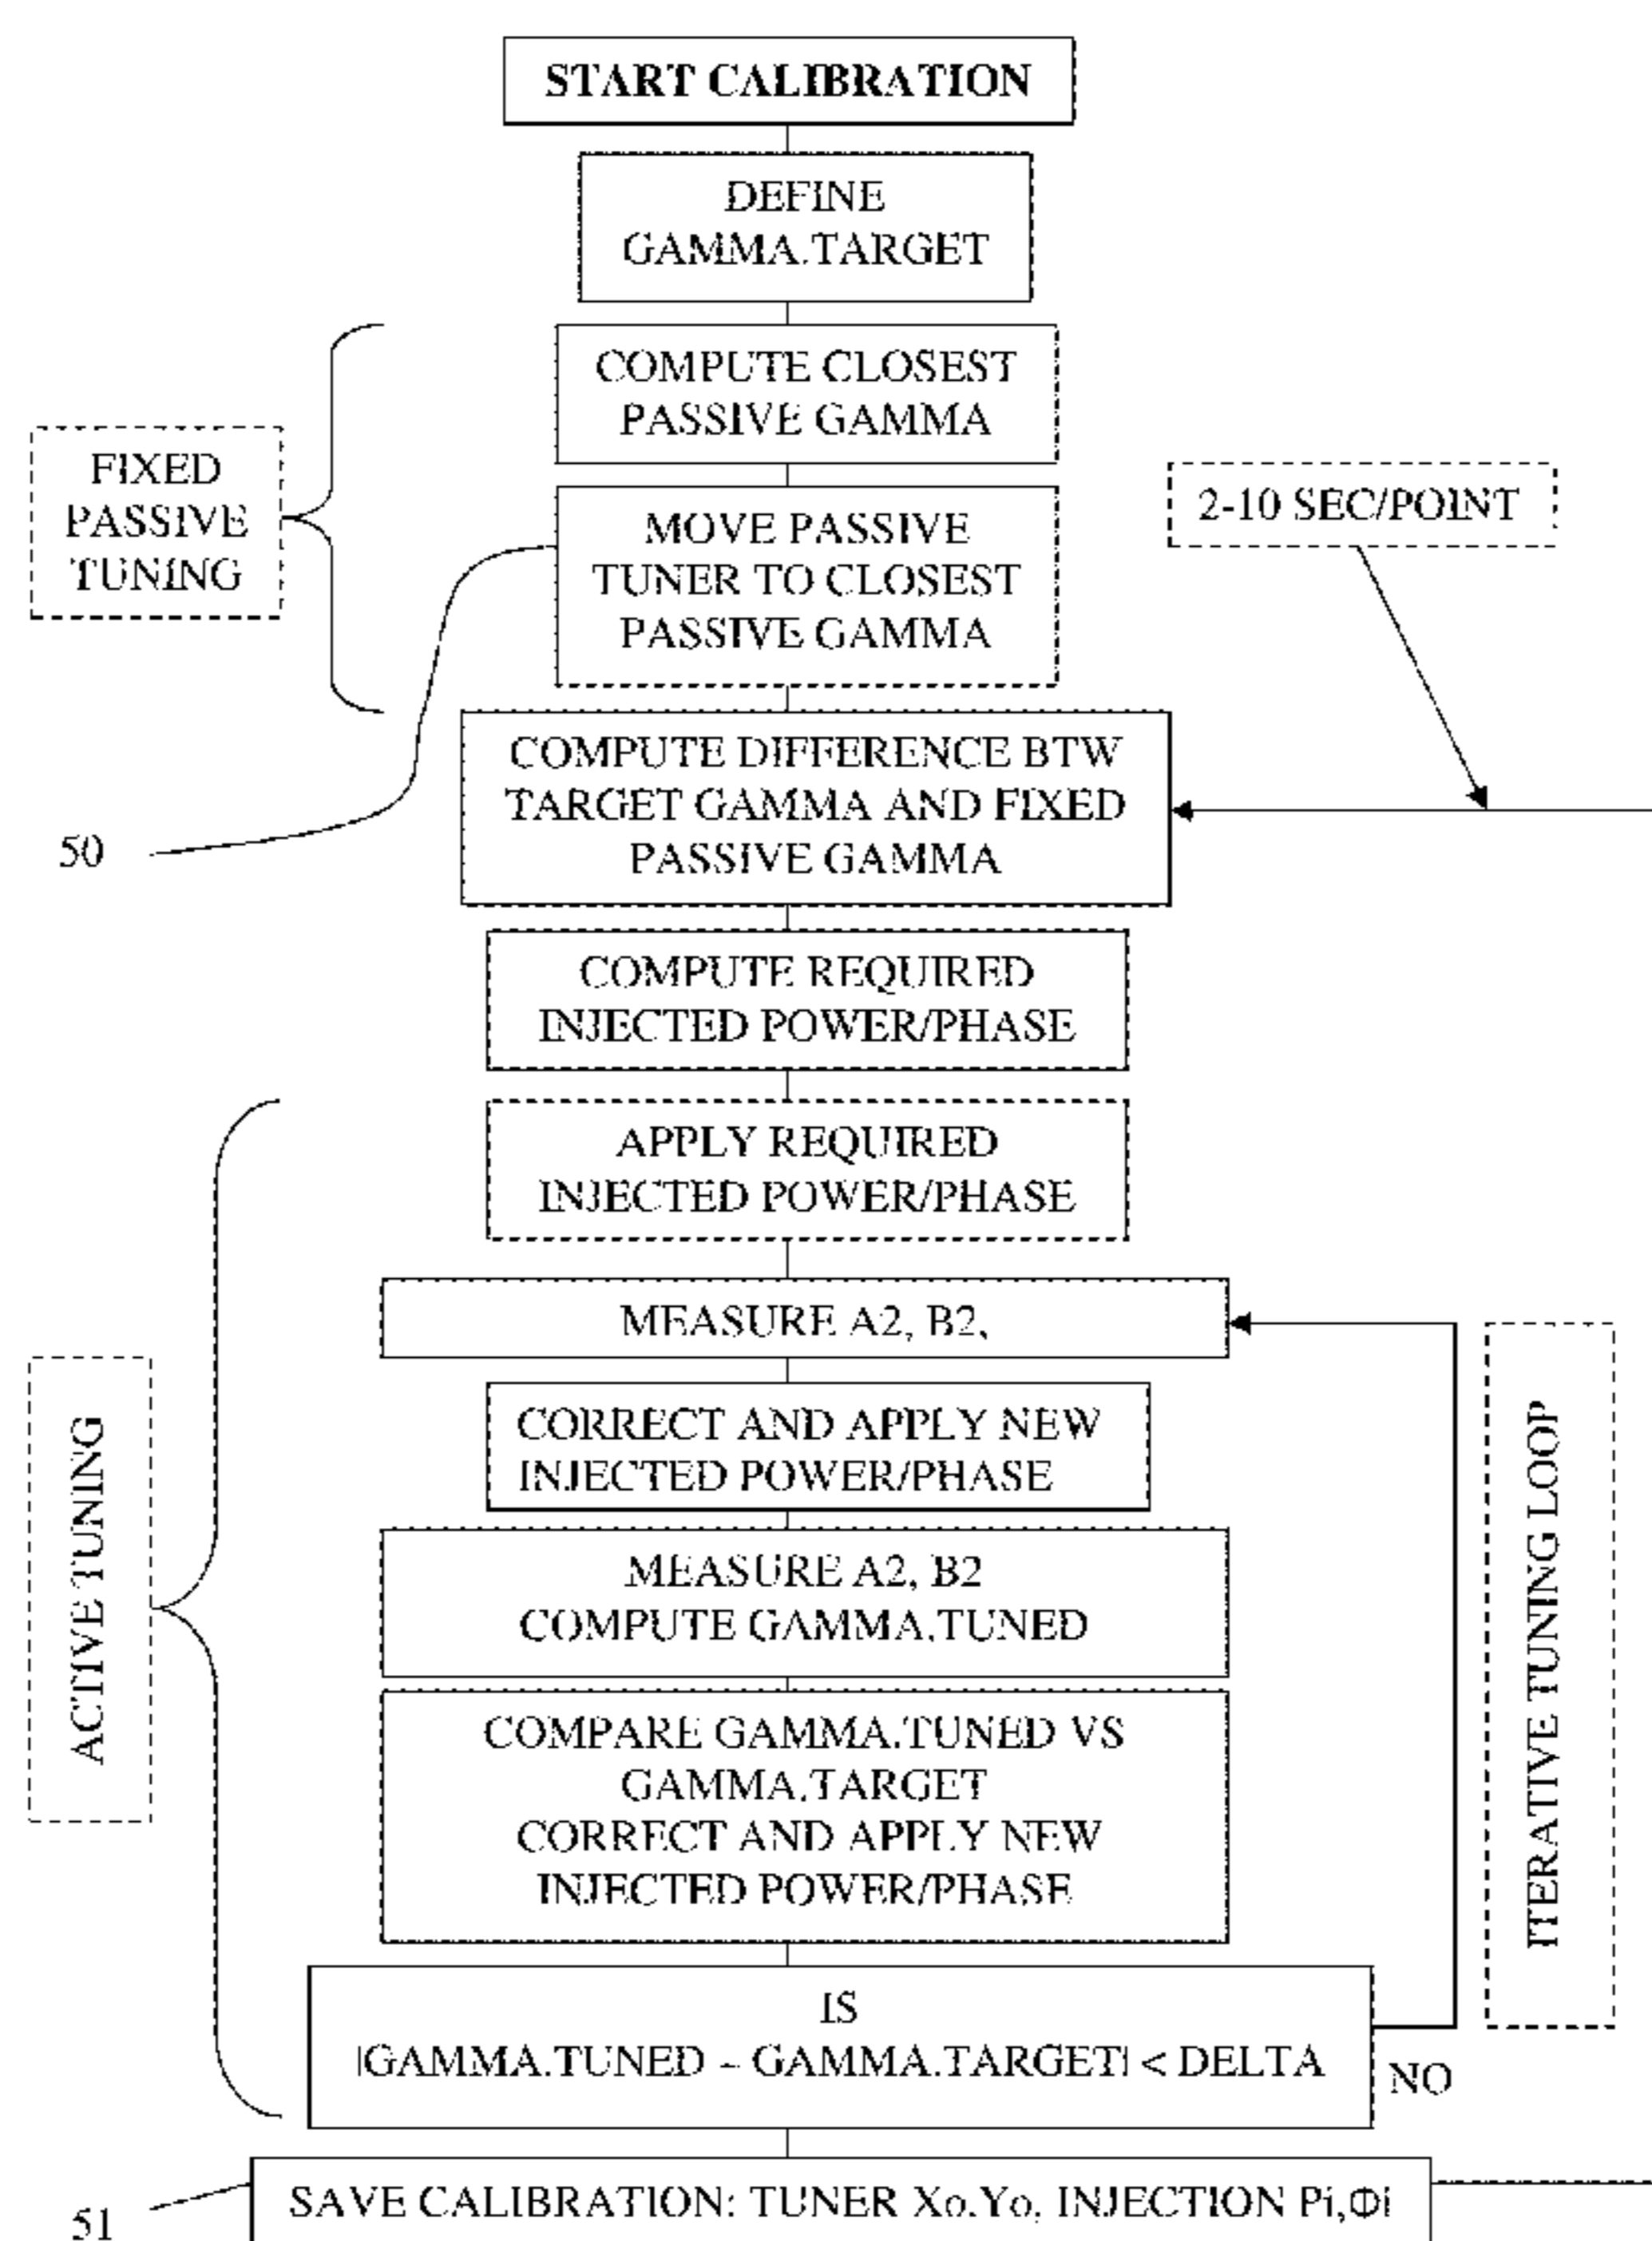 START CALIBRATION
DEFINE
GAMMA.TARGET
COMPUTE CLOSEST
PASSIVE GAMMA
FIXED
PASSIVE
TUNING
MOVE PASSIVE
TUNER TO CLOSEST
PASSIVE GAMMA
2-10 SEC/POINT
COMPUTE DIFFERENCE BTW
TARGET GAMMA AND FIXED
PASSIVE GAMMA
50
COMPUTE REQUIRED
INJECTED POWER/PHASE
APPLY REQUIRED
INJECTED POWER/PHASE
MEASURE A2, B2,
CORRECT AND APPLY NEW
INJECTED POWER/PHASE
MEASURE A2, B2
COMPUTE GAMMA.TUNED
ACTIVE TUNING
ITERATIVE TUNING LOOP
COMPARE GAMMA.TUNED VS
GAMMA.TARGET
CORRECT AND APPLY NEW
INJECTED POWER/PHASE
IS
|GAMMA.TUNED – GAMMA.TARGET| < DELTA
NO
SAVE CALIBRATION: TUNER Xo,Yo, INJECTION Pi,Φi
51